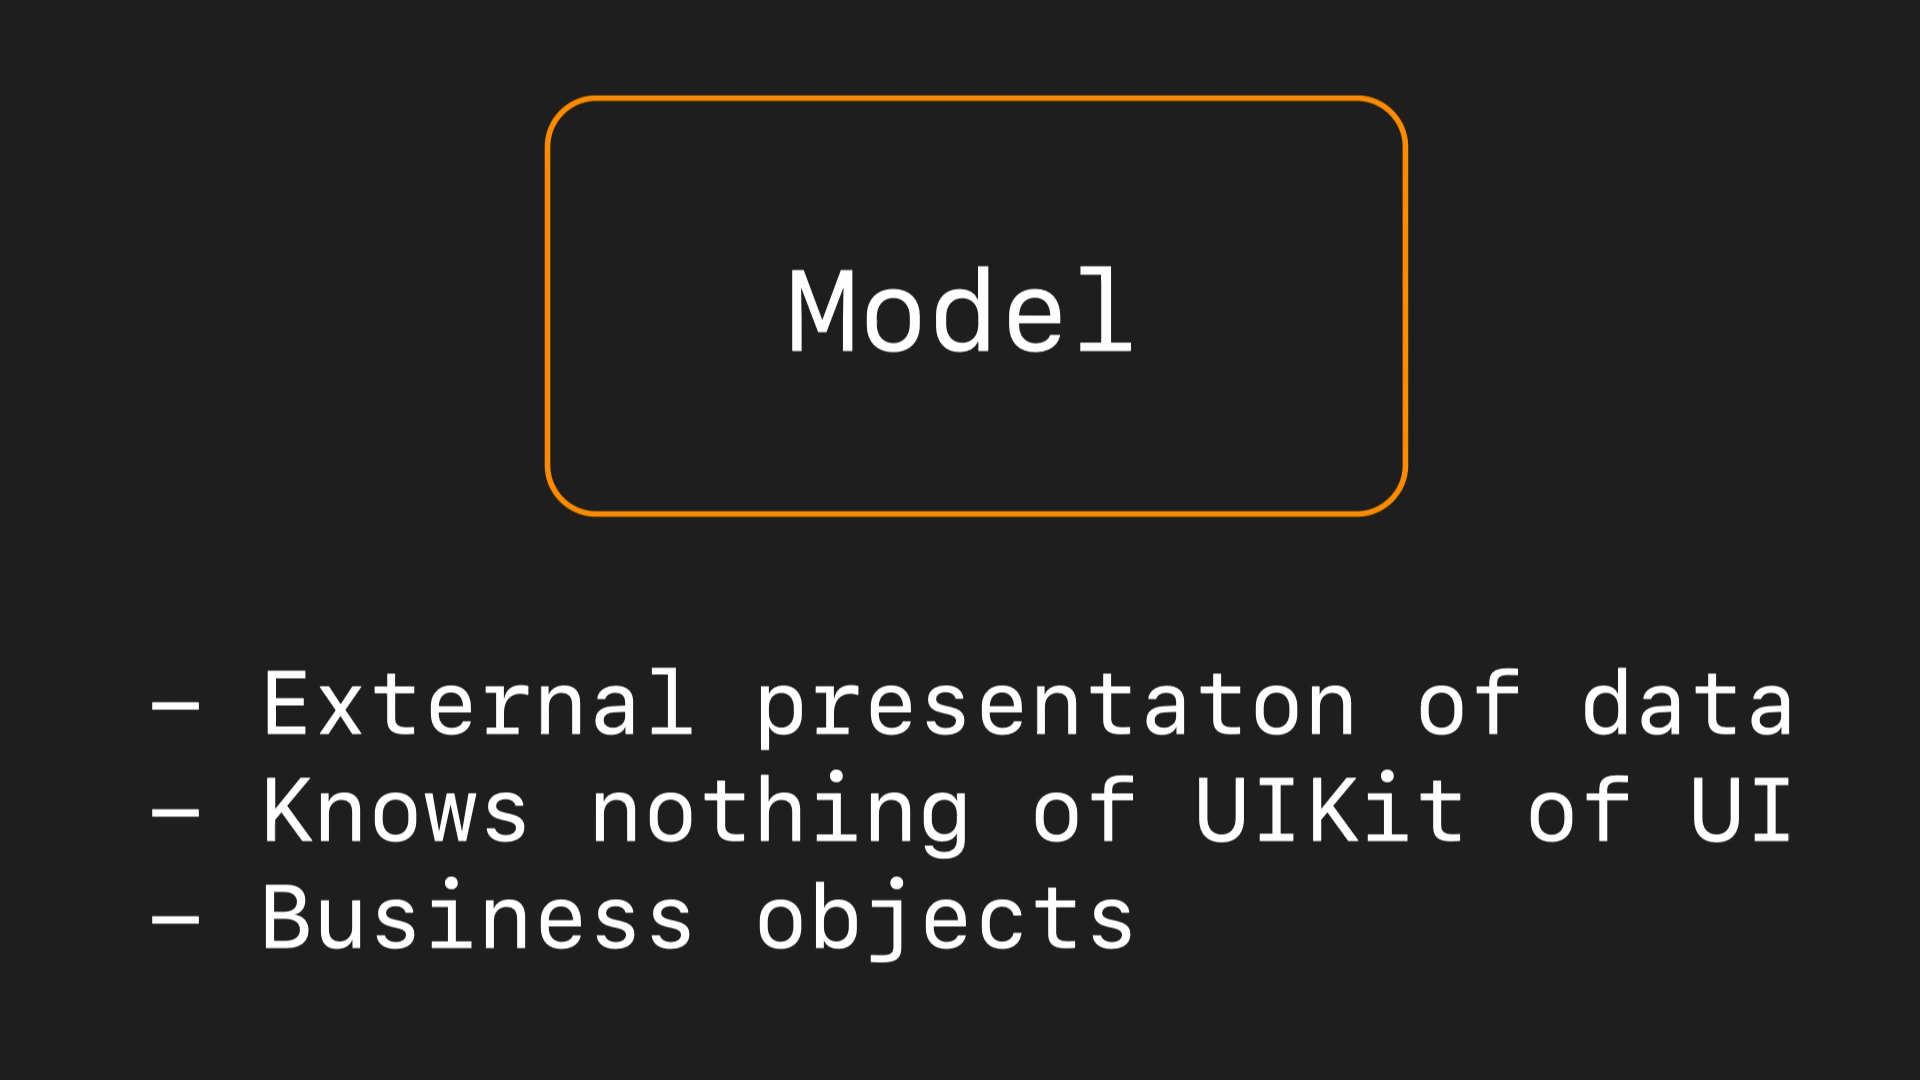 Model
– External presentaton of data
– Knows nothing of UIKit of UI
– Business objects